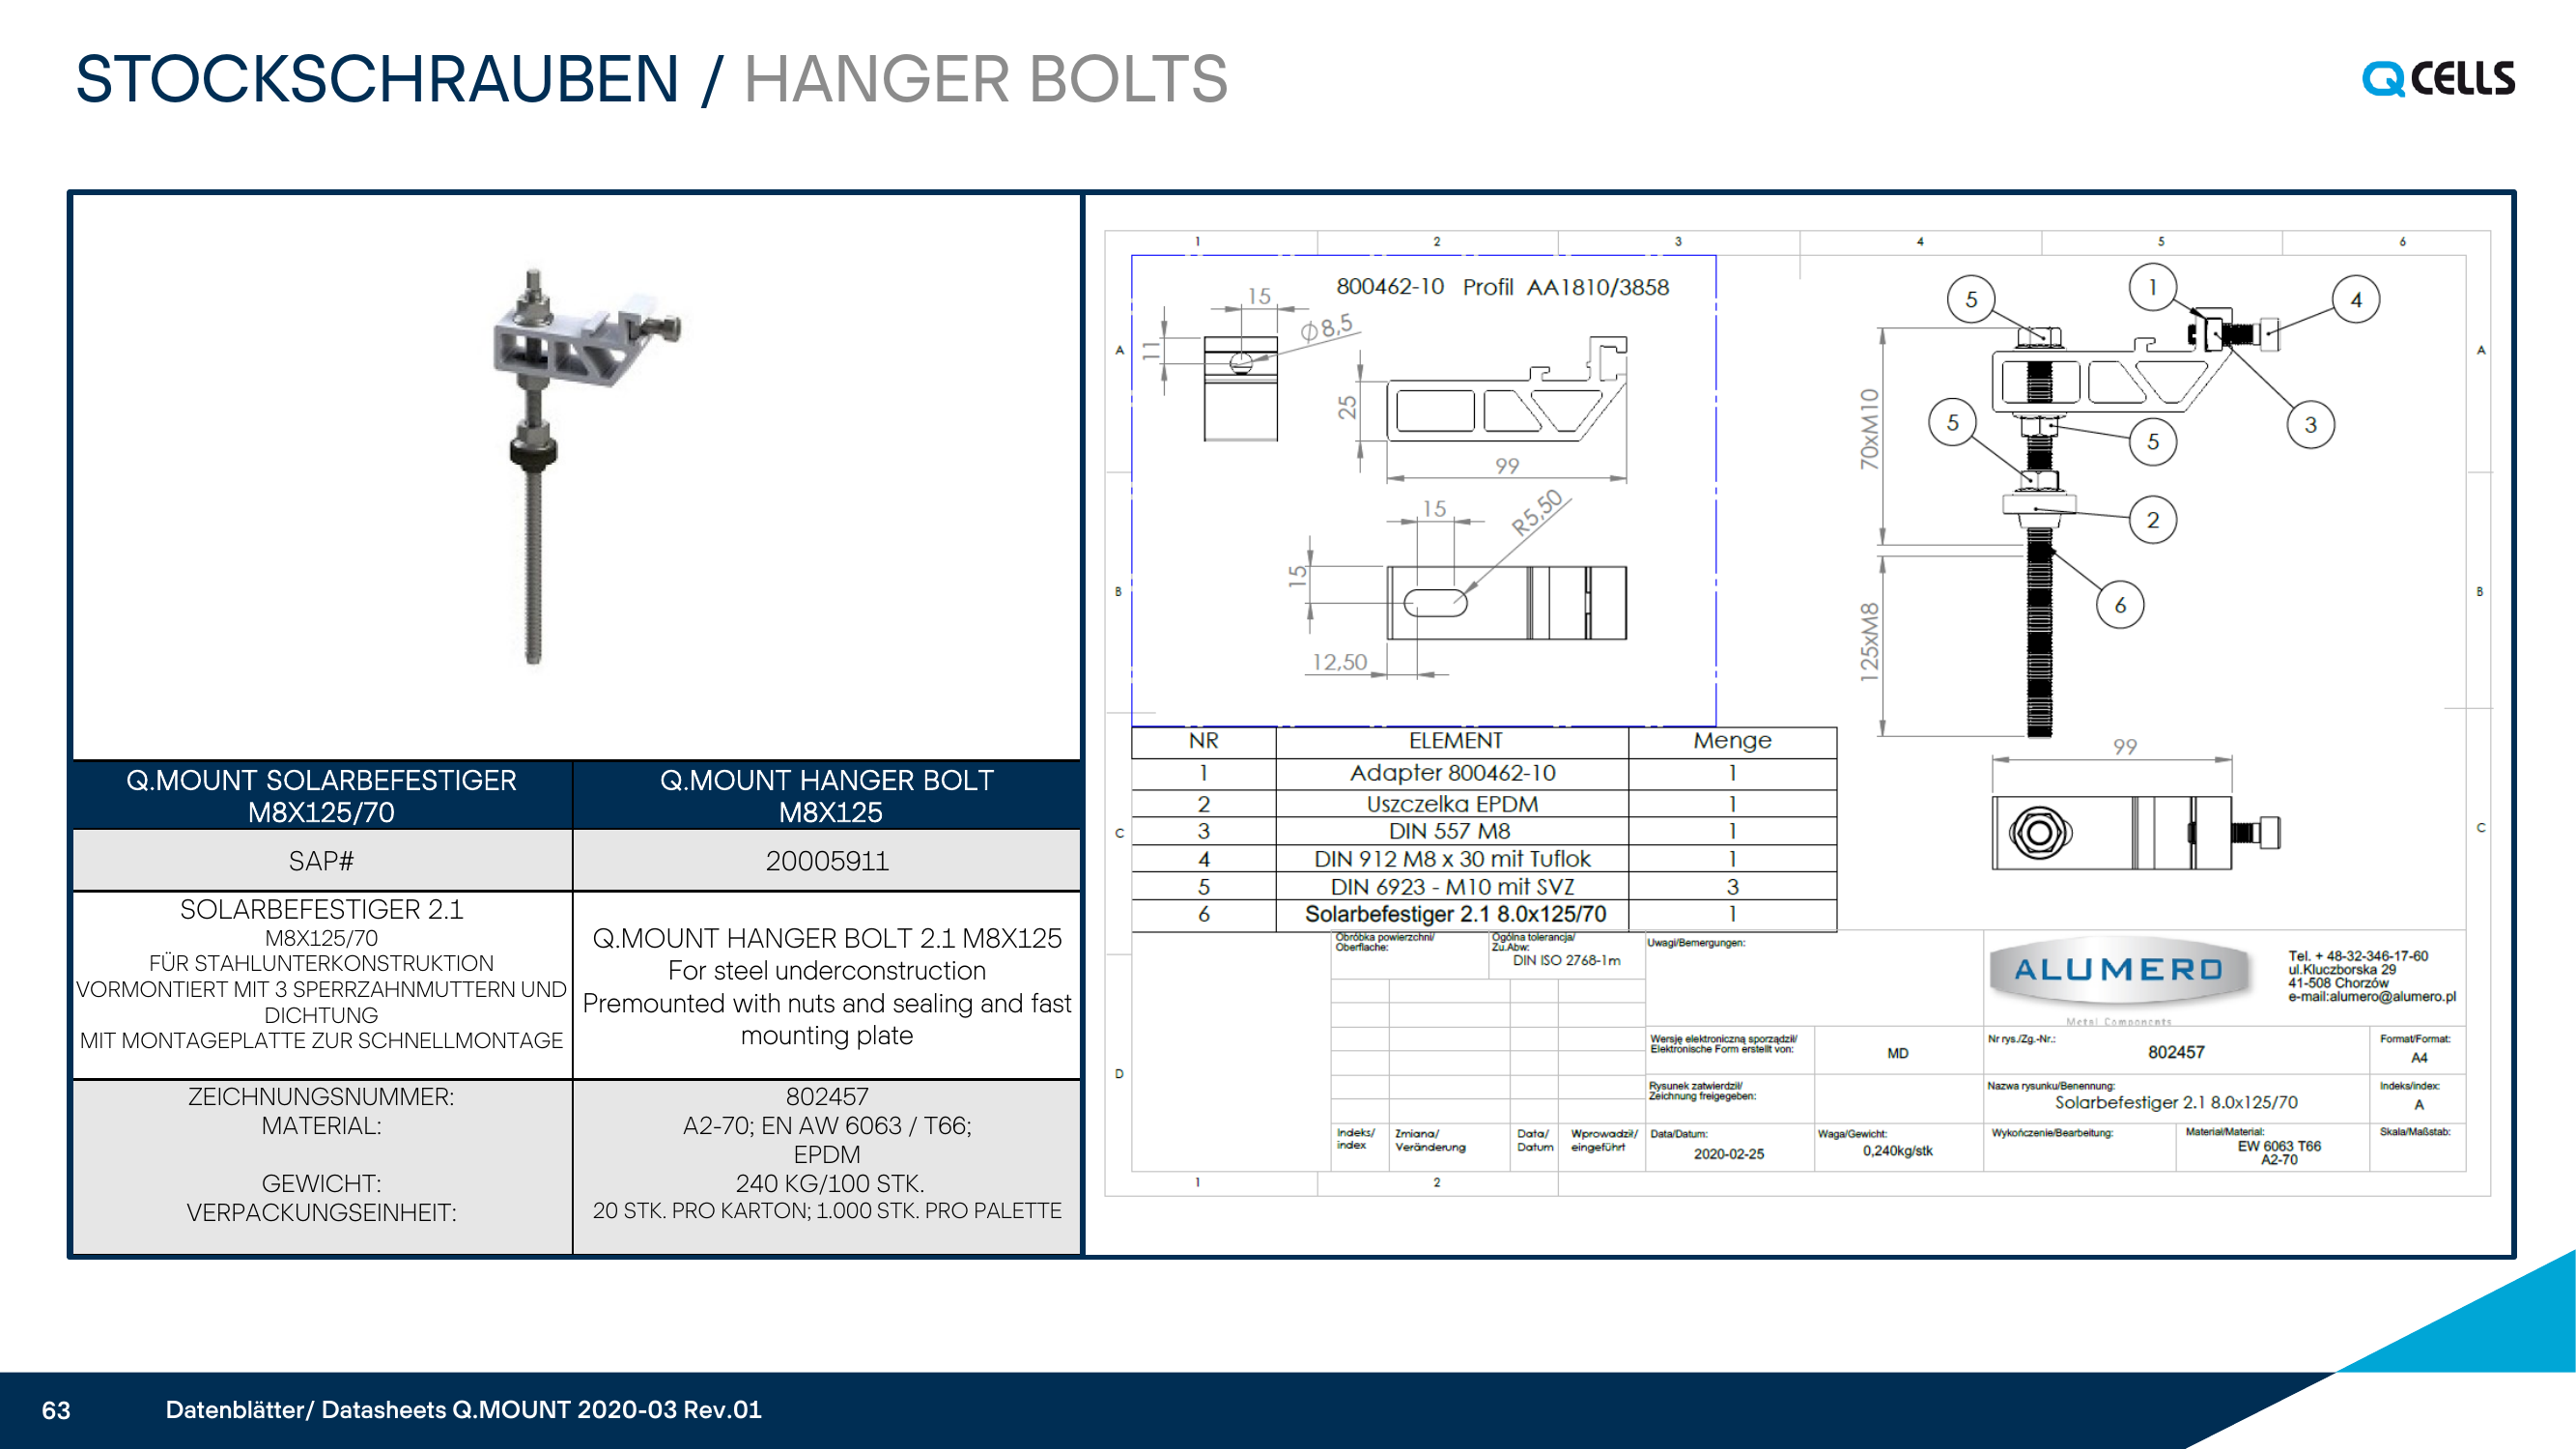 STOCKSCHRAUBEN / HANGER BOLTS
Q CELLS
Q.MOUNT SOLARBEFESTIGER
M8X125/70
Q.MOUNT HANGER BOLT
M8X125
SAP#
20005911
SOLARBEFESTIGER 2.1
M8X125/70
FÜR STAHLUNTERKONSTRUKTION
VORMONTIERT MIT 3 SPERRZAHNMUTTERN UND
DICHTUNG
MIT MONTAGEPLATTE ZUR SCHNELLMONTAGE
Q.MOUNT HANGER BOLT 2.1 M8X125
For steel underconstruction
Premounted with nuts and sealing and fast
mounting plate
ZEICHNUNGSNUMMER:
MATERIAL:
GEWICHT:
VERPACKUNGSEINHEIT:
802457
A2-70; EN AW 6063 / T66;
EPDM
240 KG/100 STK.
20 STK. PRO KARTON; 1.000 STK. PRO PALETTE
1 2 3 4 5 6
A
B
C
D
A
B
C
1 2
800462-10 Profil AA1810/3858
15
Ø8,5
11
25
99
15
R5,50
15
12,50
5
1
4
3
5
5
2
6
70xM10
125xM8
99
NR ELEMENT Menge
1 Adapter 800462-10 1
2 Uszczelka EPDM 1
3 DIN 557 M8 1
4 DIN 912 M8 x 30 mit Tuflok 1
5 DIN 6923 - M10 mit SVZ 3
6 Solarbefestiger 2.1 8.0x125/70 1
Obróbka powierzchni/
Oberflache:
Ogólna tolerancja/
Zu.Abw:
DIN ISO 2768-1m
Uwagi/Bemergungen:
ALUMERO
Metal Components
Tel. + 48-32-346-17-60
ul.Kluczborska 29
41-508 Chorzów
e-mail:alumero@alumero.pl
Wersję elektroniczną sporządził/
Elektronische Form erstellt von:
MD
Nr rys./Zg.-Nr.:
802457
Format/Format:
A4
Rysunek zatwierdził/
Zeichnung freigegeben:
Nazwa rysunku/Benennung:
Solarbefestiger 2.1 8.0x125/70
Indeks/index:
A
Indeks/
index
Zmiana/
Veränderung
Data/
Datum
Wprowadził/
eingeführt
Data/Datum:
2020-02-25
Waga/Gewicht:
0,240kg/stk
Wykończenie/Bearbeitung:
Materiał/Material:
EW 6063 T66
A2-70
Skala/Maßstab:
63
Datenblätter/ Datasheets Q.MOUNT 2020-03 Rev.01